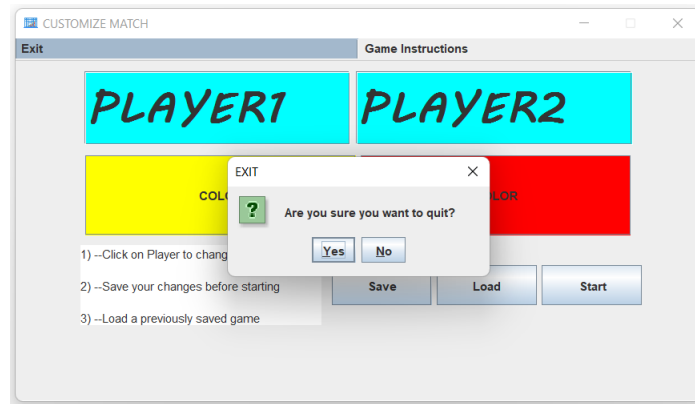 CUSTOMIZE MATCH
Exit Game Instructions
PLAYER1 PLAYER2
EXIT
Are you sure you want to quit?
Yes No
1) --Click on Player to
2) --Save your changes before starting
3) --Load a previously saved game
Save Load Start